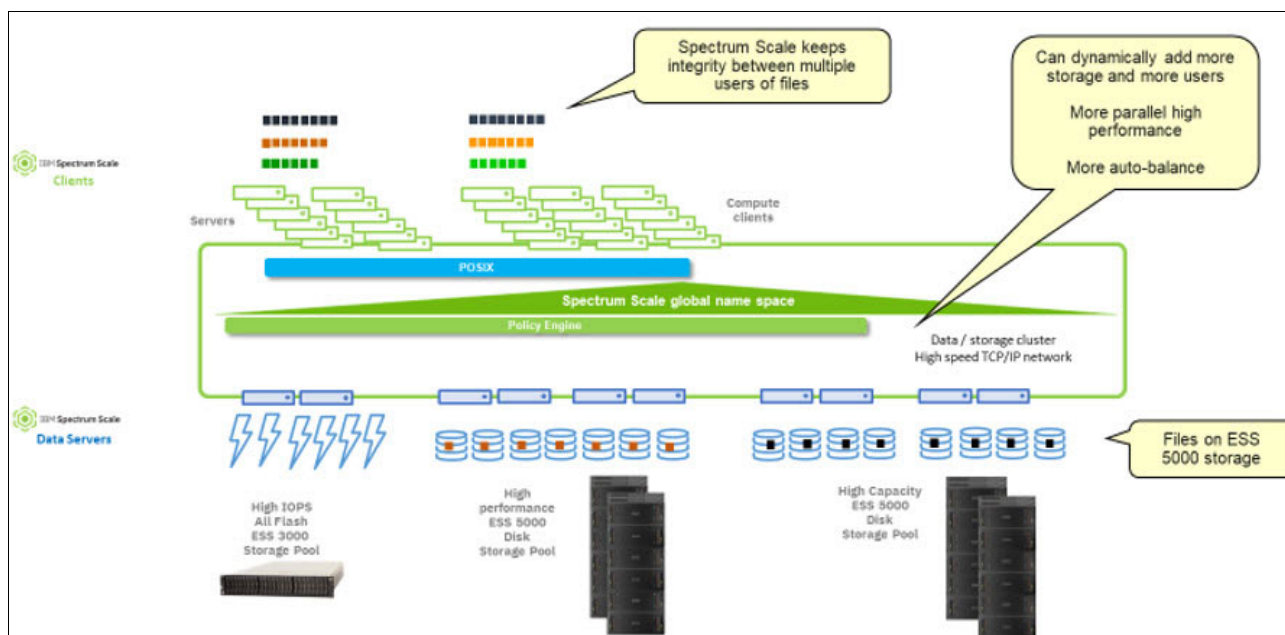 Spectrum Scale keeps
integrity between multiple
users of files
Can dynamically add more
storage and more users
More parallel high
performance
More auto-balance
IBM Spectrum Scale
Clients
Servers
Compute
clients
POSIX
Spectrum Scale global name space
Policy Engine
Data / storage cluster
High speed TCP/IP network
IBM Spectrum Scale
Data Servers
Files on ESS
5000 storage
High IOPS
All Flash
ESS 3000
Storage Pool
High
performance
ESS 5000
Disk
Storage Pool
High Capacity
ESS 5000
Disk
Storage Pool